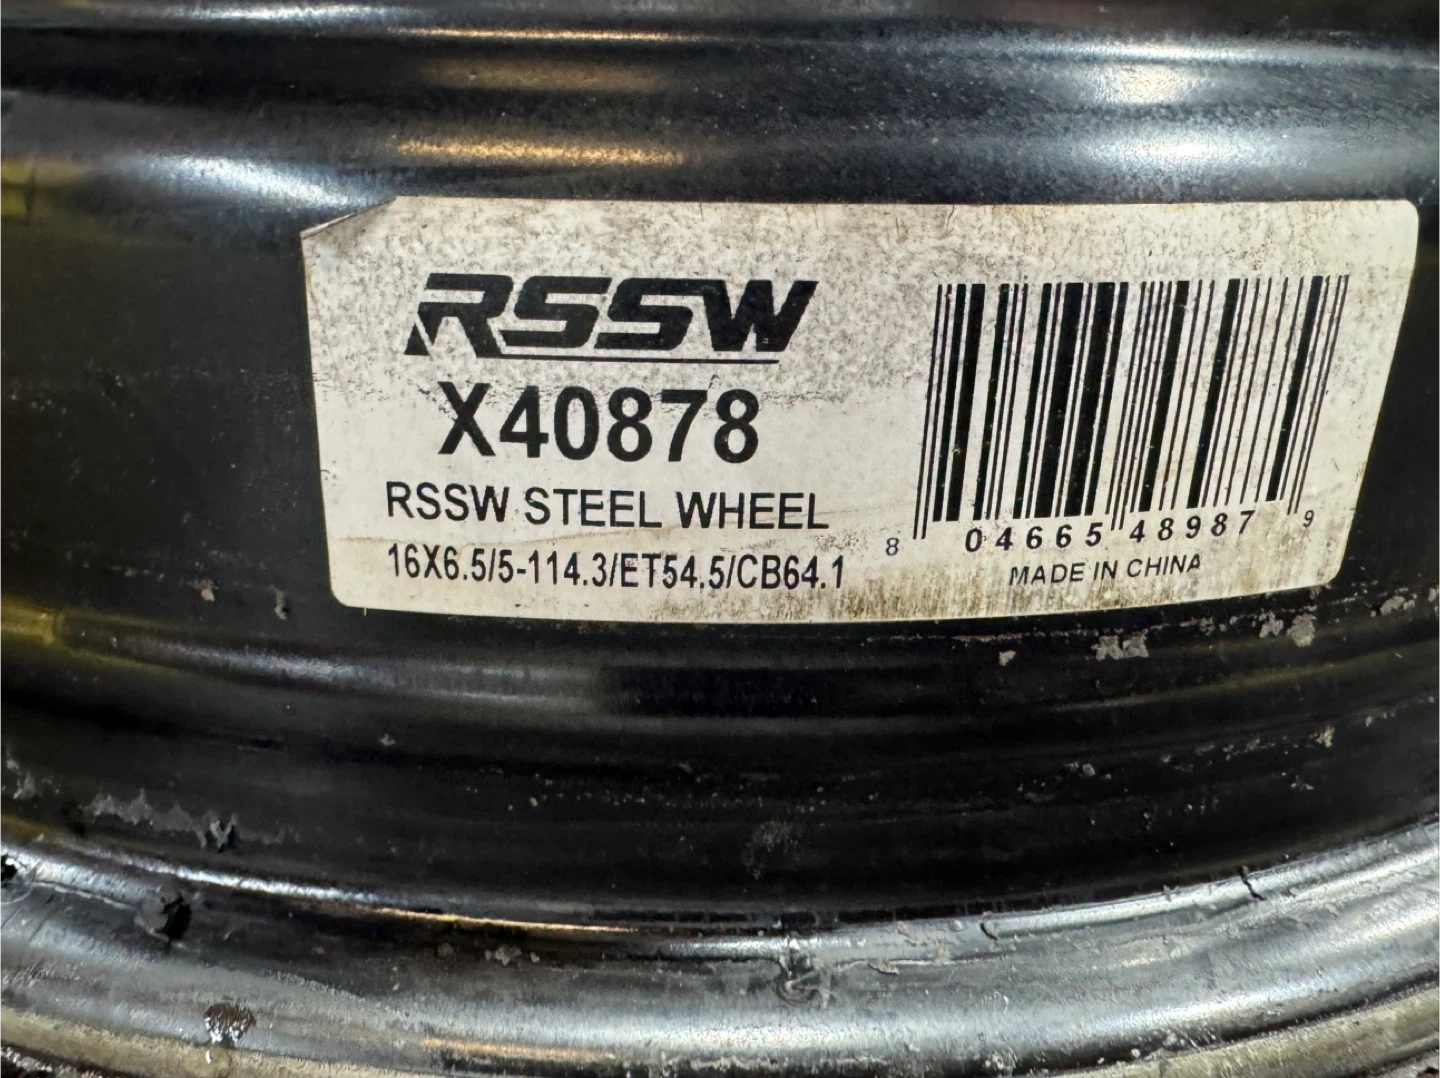 RSSW
X40878
RSSW STEEL WHEEL
16X6.5/5-114.3/ET54.5/CB64.1
8 04665 48987 9
MADE IN CHINA